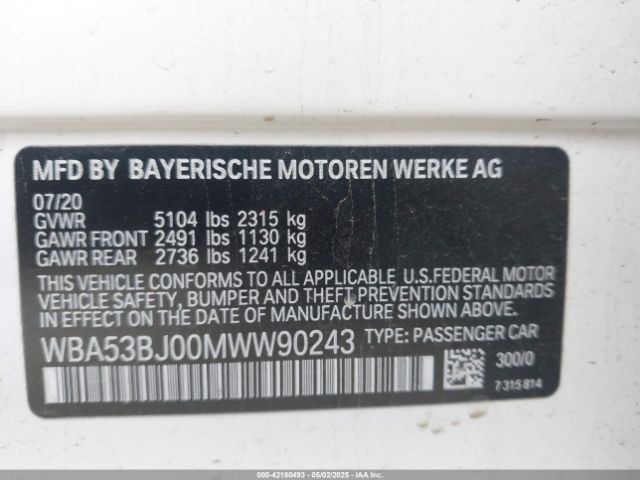 MFD BY BAYERISCHE MOTOREN WERKE AG
07/20
GVWR 5104 lbs 2315 kg
GAWR FRONT 2491 lbs 1130 kg
GAWR REAR 2736 lbs 1241 kg
THIS VEHICLE CONFORMS TO ALL APPLICABLE U.S.FEDERAL MOTOR
VEHICLE SAFETY, BUMPER AND THEFT PREVENTION STANDARDS
IN EFFECT ON THE DATE OF MANUFACTURE SHOWN ABOVE.
WBA53BJ00MWW90243 TYPE: PASSENGER CAR
300/0
7 315 814
000-42180493 - 05/02/2025 - IAAI.com